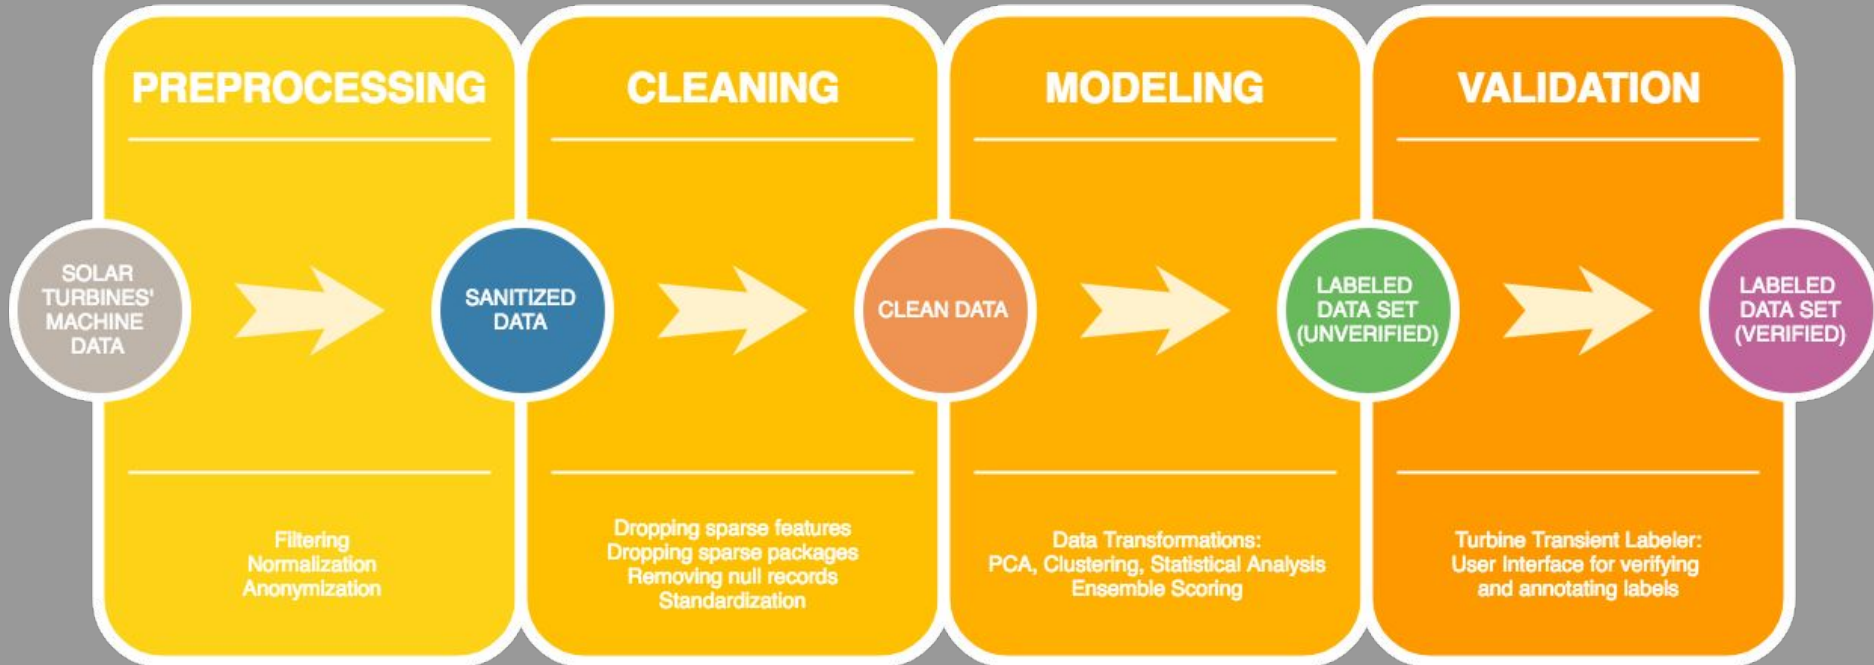 PREPROCESSING
CLEANING
MODELING
VALIDATION
SOLAR
TURBINES'
MACHINE
DATA
SANITIZED
DATA
CLEAN DATA
LABELED
DATA SET
(UNVERIFIED)
LABELED
DATA SET
(VERIFIED)
Filtering
Normalization
Anonymization
Dropping sparse features
Dropping sparse packages
Removing null records
Standardization
Data Transformations:
PCA, Clustering, Statistical Analysis
Ensemble Scoring
Turbine Transient Labeler:
User Interface for verifying
and annotating labels